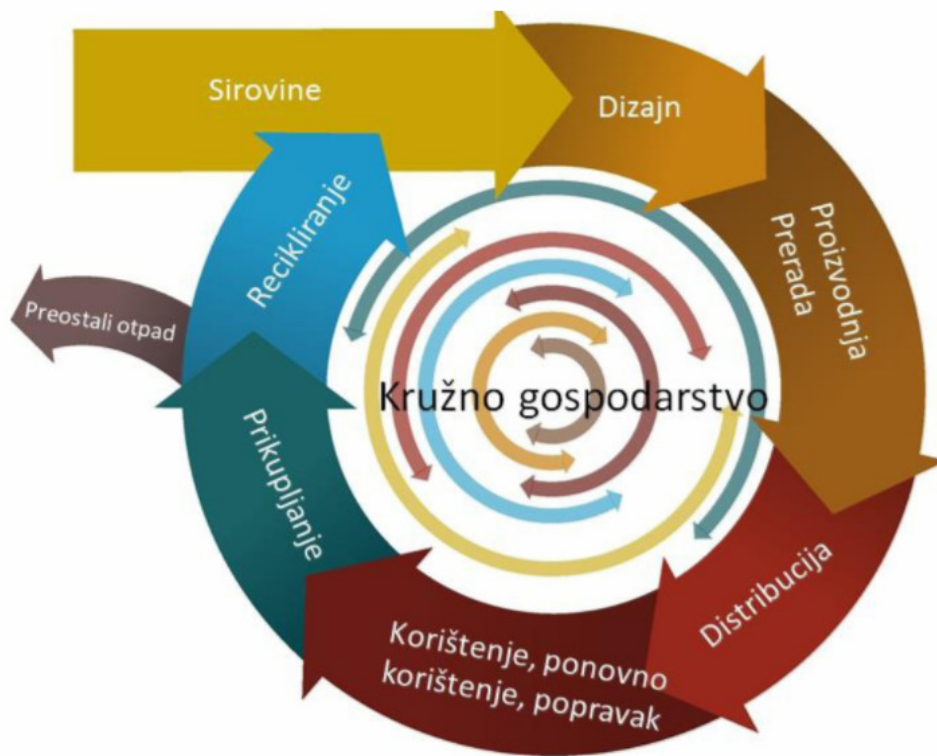 Sirovine
Dizajn
Proizvodnja
Prerada
Distribucija
Korištenje, ponovno
korištenje, popravak
Prikupljanje
Recikliranje
Preostali otpad
Kružno gospodarstvo